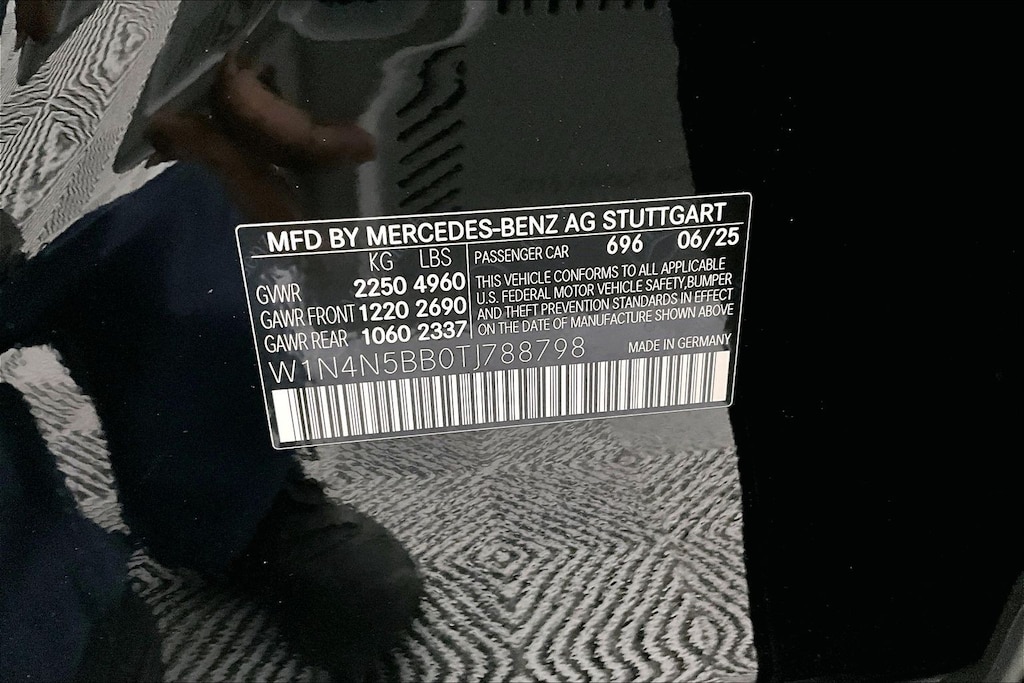 MFD BY MERCEDES-BENZ AG STUTTGART
KG LBS
GVWR 2250 4960
GAWR FRONT 1220 2690
GAWR REAR 1060 2337
PASSENGER CAR 696 06/25
THIS VEHICLE CONFORMS TO ALL APPLICABLE
U.S. FEDERAL MOTOR VEHICLE SAFETY,BUMPER
AND THEFT PREVENTION STANDARDS IN EFFECT
ON THE DATE OF MANUFACTURE SHOWN ABOVE
W1N4N5BB0TJ788798
MADE IN GERMANY